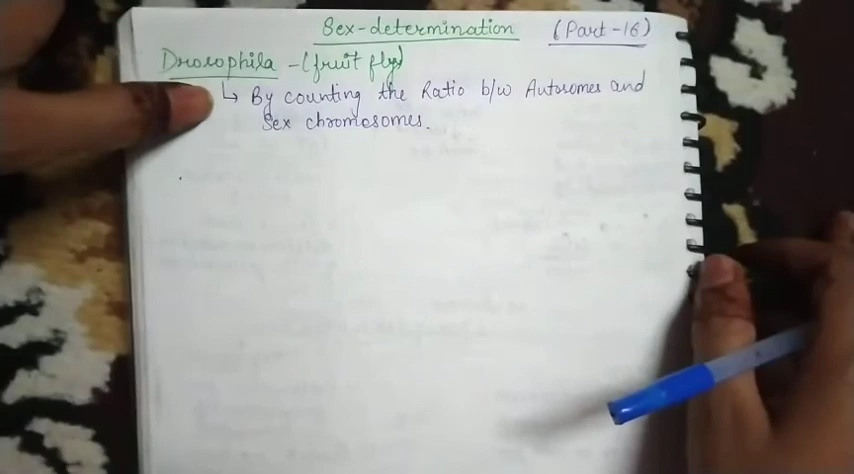 Sex-determination (Part-16)
Drosophila - (fruit fly)
↳ By counting the Ratio b/w Autosomes and
Sex chromosomes.